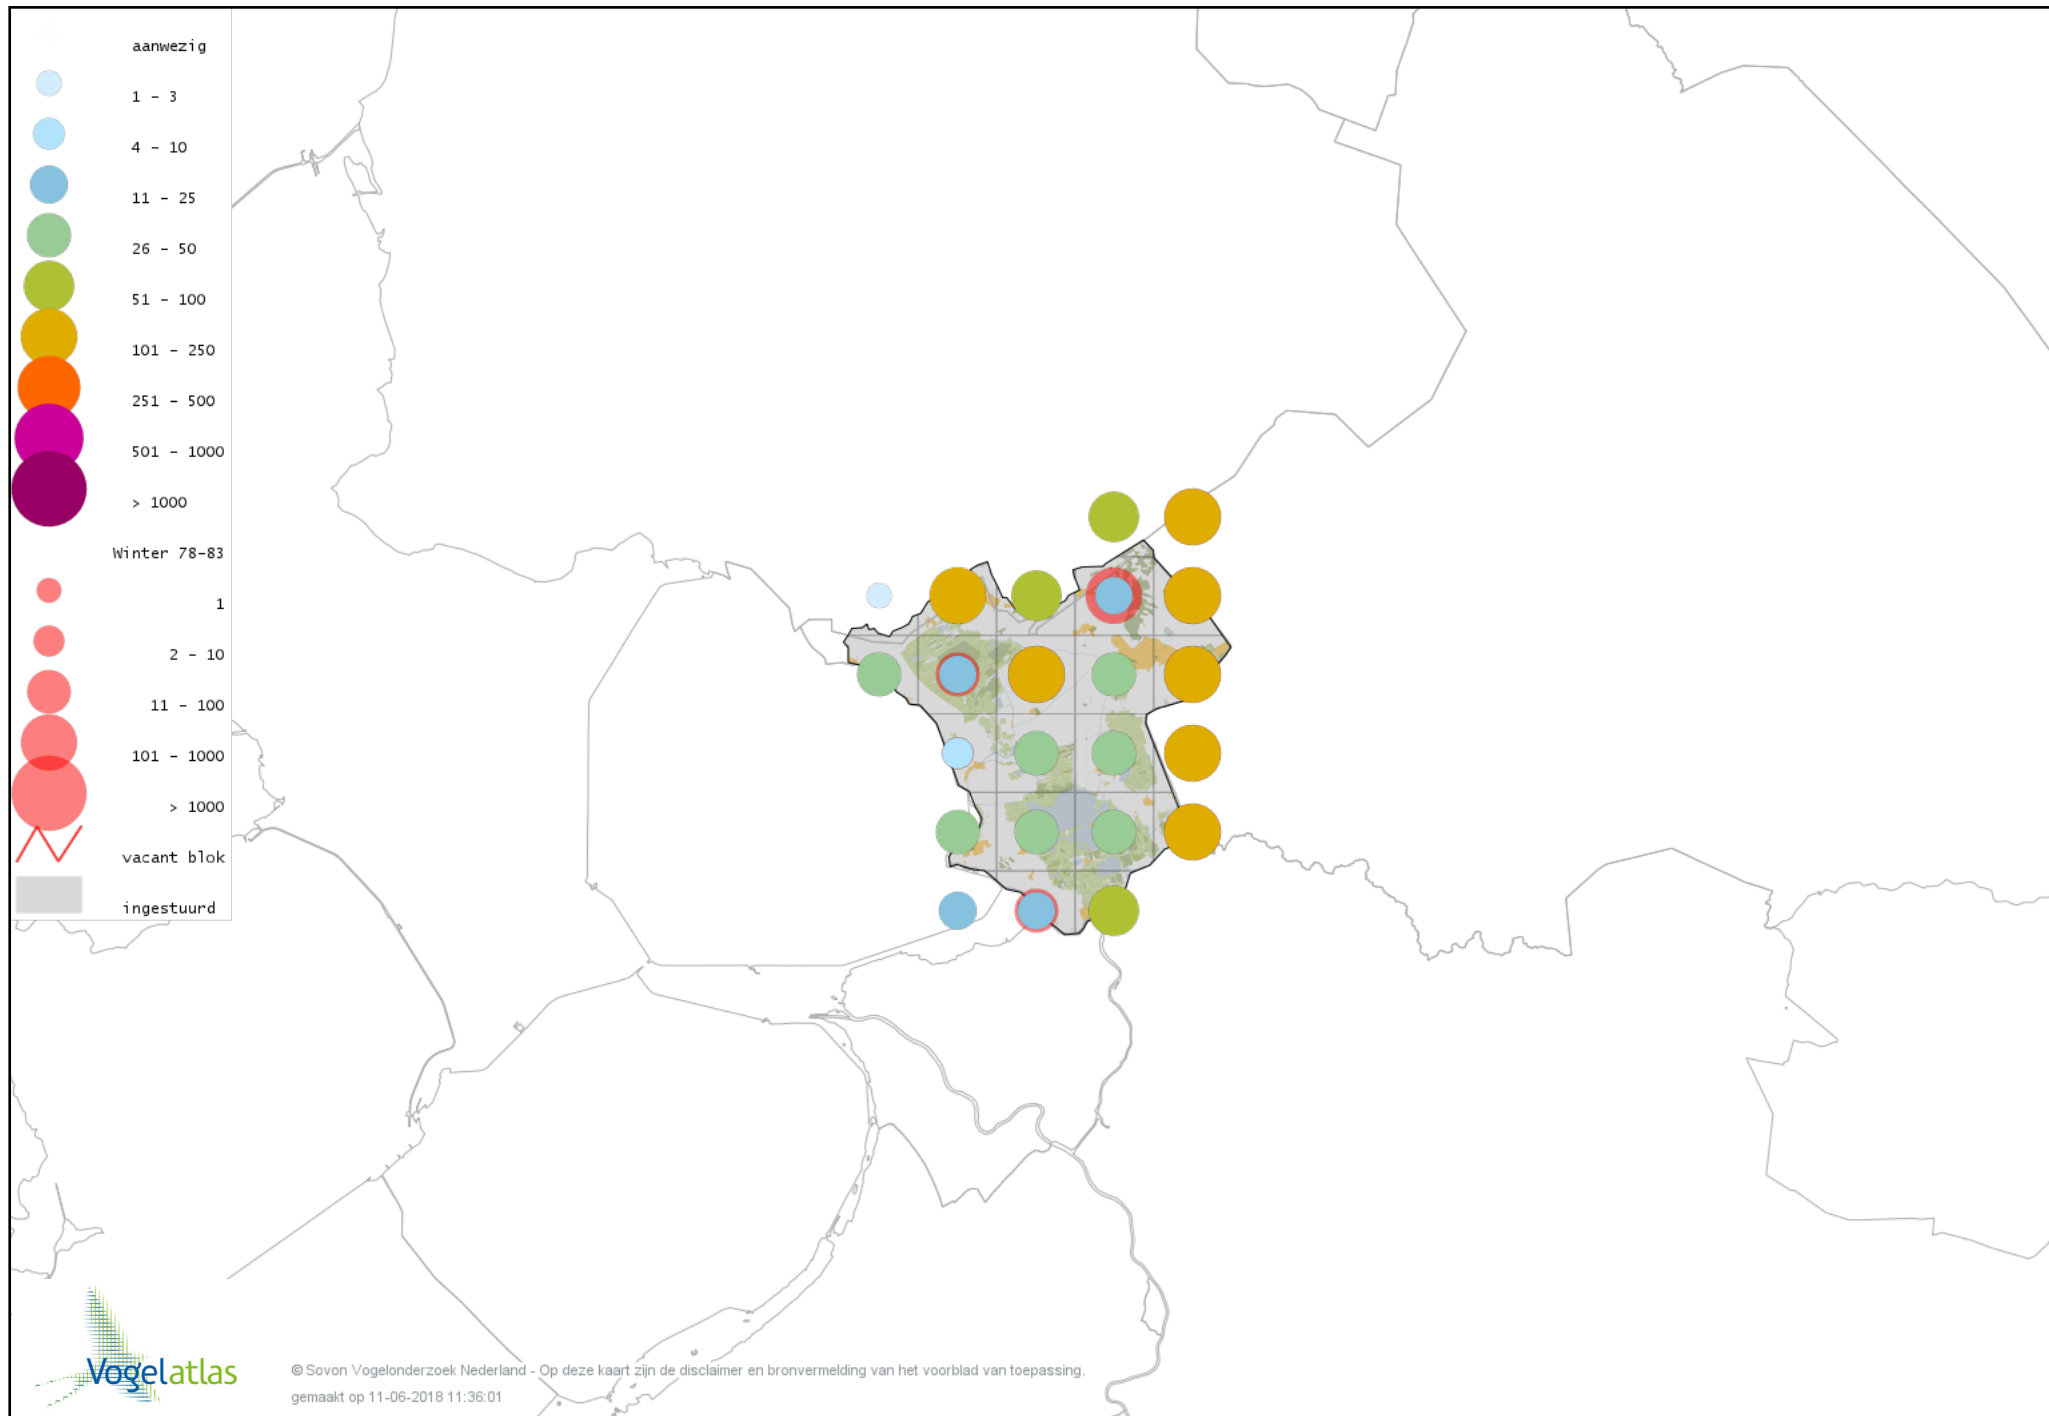 aanwezig
1 - 3
4 - 10
11 - 25
26 - 50
51 - 100
101 - 250
251 - 500
501 - 1000
> 1000
Winter 78-83
1
2 - 10
11 - 100
101 - 1000
> 1000
vacant blok
ingestuurd
Vogelatlas
© Sovon Vogelonderzoek Nederland - Op deze kaart zijn de disclaimer en bronvermelding van het voorblad van toepassing.
gemaakt op 11-06-2018 11:36:01